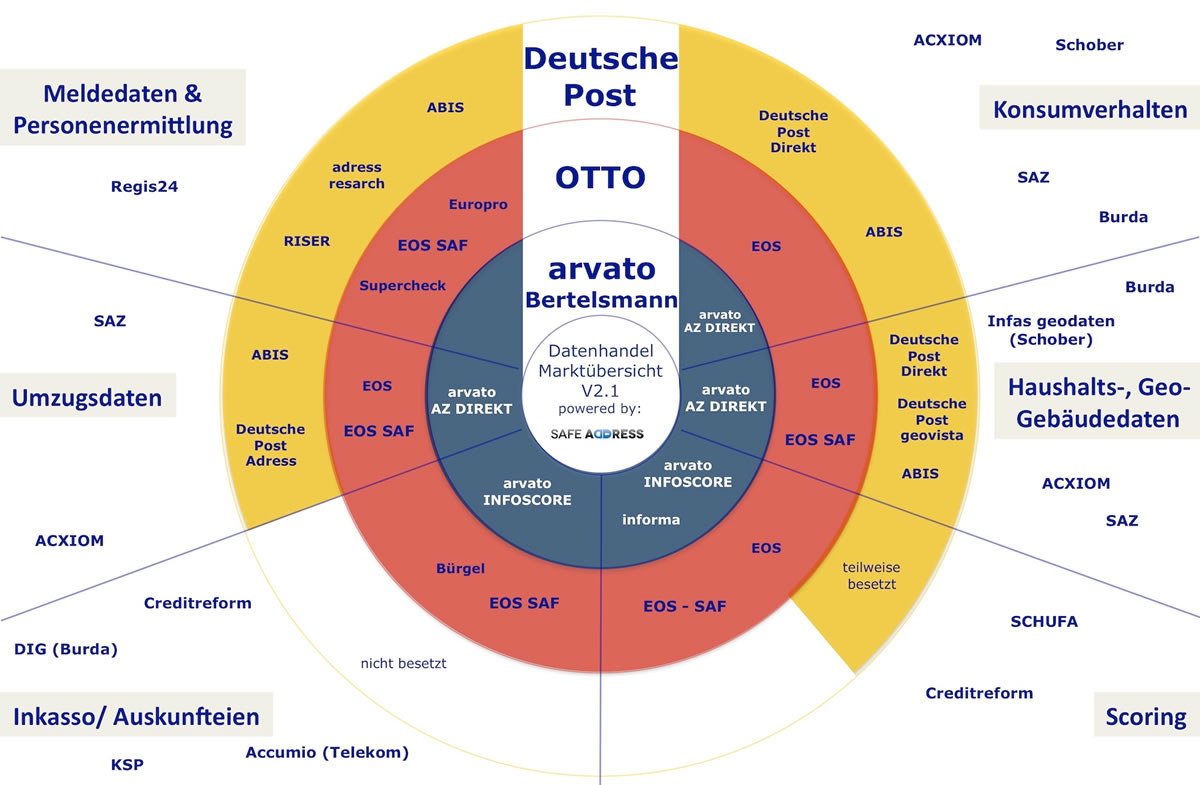 Deutsche
Post
OTTO
arvato
Bertelsmann
Datenhandel
Marktübersicht
V2.1
powered by:
SAFE ADDRESS
Meldedaten &
Personenermittlung
Regis24
ABIS
adress
resarch
RISER
Europro
EOS SAF
Supercheck
Umzugsdaten
SAZ
ACXIOM
ABIS
Deutsche
Post
Adress
EOS
EOS SAF
arvato
AZ DIREKT
Inkasso/ Auskunfteien
Creditreform
DIG (Burda)
KSP
Accumio (Telekom)
nicht besetzt
Bürgel
EOS SAF
arvato
INFOSCORE
Konsumverhalten
ACXIOM
Schober
SAZ
Burda
Deutsche
Post
Direkt
ABIS
EOS
arvato
AZ DIREKT
Haushalts-, Geo-
Gebäudedaten
Burda
Infas geodaten
(Schober)
ACXIOM
SAZ
Deutsche
Post
Direkt
Deutsche
Post
geovista
ABIS
EOS
EOS SAF
arvato
AZ DIREKT
Scoring
SCHUFA
Creditreform
teilweise
besetzt
EOS
EOS - SAF
arvato
INFOSCORE
informa